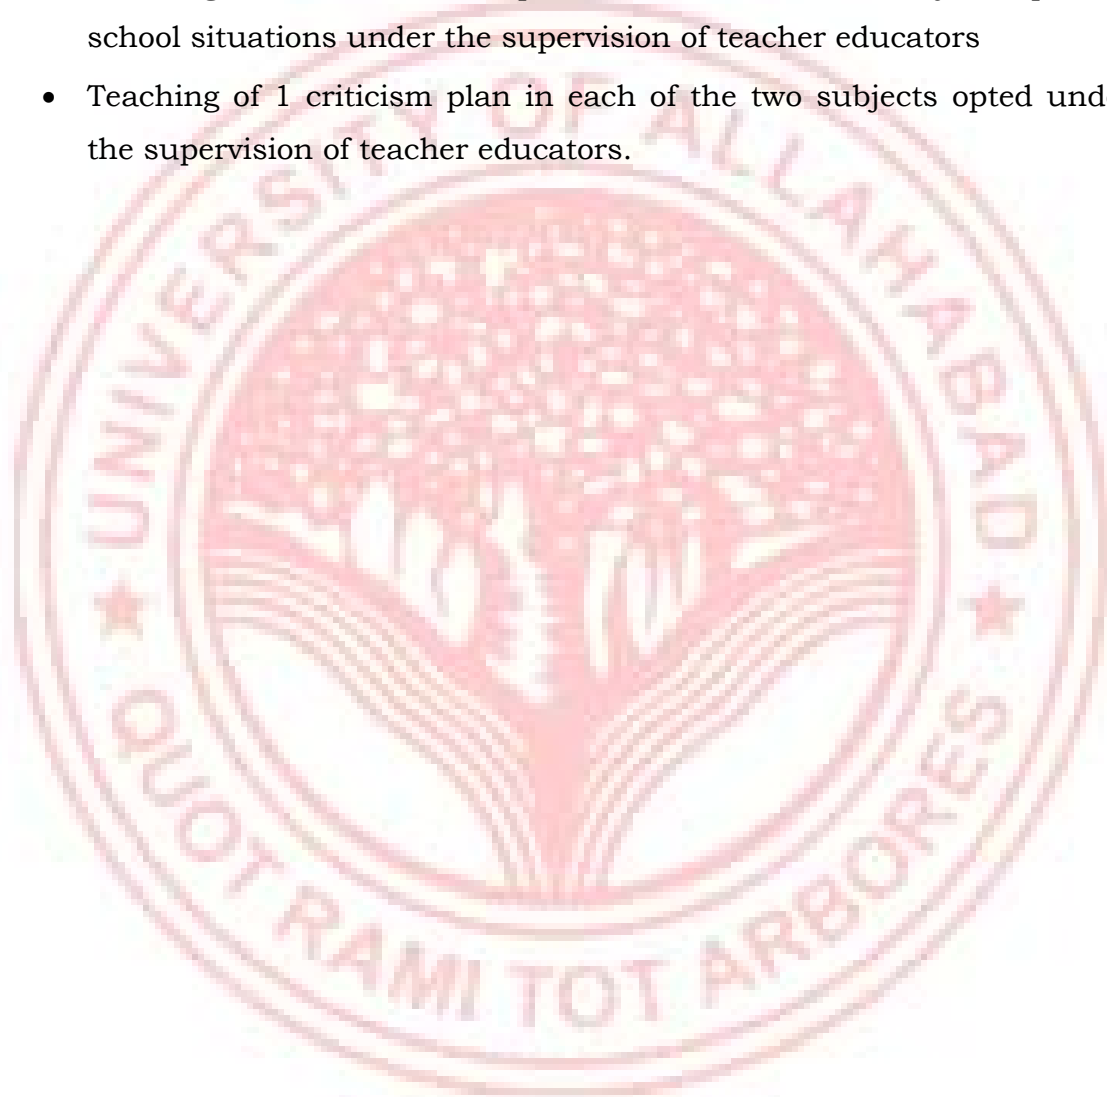 school situations under the supervision of teacher educators
• Teaching of 1 criticism plan in each of the two subjects opted
the supervision of teacher educators.
UNIVERSITY OF ALLAHABAD
QUOT RAMI TOT ARBORES